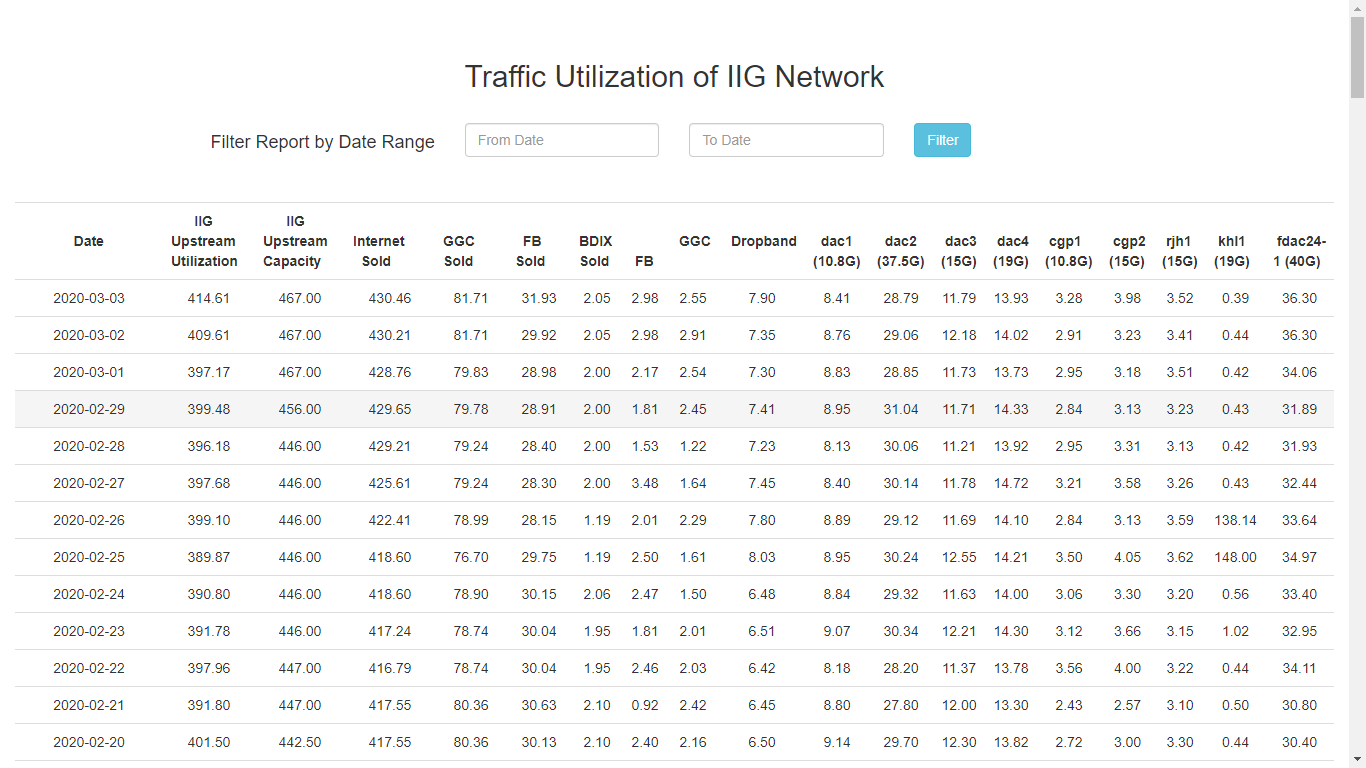 Traffic Utilization of IIG Network
Filter Report by Date Range From Date To Date Filter
Date IIG Upstream Utilization IIG Upstream Capacity Internet Sold GGC Sold FB Sold BDIX Sold FB GGC Dropband dac1 (10.8G) dac2 (37.5G) dac3 (15G) dac4 (19G) cgp1 (10.8G) cgp2 (15G) rjh1 (15G) khl1 (19G) fdac24-1 (40G)
2020-03-03 414.61 467.00 430.46 81.71 31.93 2.05 2.98 2.55 7.90 8.41 28.79 11.79 13.93 3.28 3.98 3.52 0.39 36.30
2020-03-02 409.61 467.00 430.21 81.71 29.92 2.05 2.98 2.91 7.35 8.76 29.06 12.18 14.02 2.91 3.23 3.41 0.44 36.30
2020-03-01 397.17 467.00 428.76 79.83 28.98 2.00 2.17 2.54 7.30 8.83 28.85 11.73 13.73 2.95 3.18 3.51 0.42 34.06
2020-02-29 399.48 456.00 429.65 79.78 28.91 2.00 1.81 2.45 7.41 8.95 31.04 11.71 14.33 2.84 3.13 3.23 0.43 31.89
2020-02-28 396.18 446.00 429.21 79.24 28.40 2.00 1.53 1.22 7.23 8.13 30.06 11.21 13.92 2.95 3.31 3.13 0.42 31.93
2020-02-27 397.68 446.00 425.61 79.24 28.30 2.00 3.48 1.64 7.45 8.40 30.14 11.78 14.72 3.21 3.58 3.26 0.43 32.44
2020-02-26 399.10 446.00 422.41 78.99 28.15 1.19 2.01 2.29 7.80 8.89 29.12 11.69 14.10 2.84 3.13 3.59 138.14 33.64
2020-02-25 389.87 446.00 418.60 76.70 29.75 1.19 2.50 1.61 8.03 8.95 30.24 12.55 14.21 3.50 4.05 3.62 148.00 34.97
2020-02-24 390.80 446.00 418.60 78.90 30.15 2.06 2.47 1.50 6.48 8.84 29.32 11.63 14.00 3.06 3.30 3.20 0.56 33.40
2020-02-23 391.78 446.00 417.24 78.74 30.04 1.95 1.81 2.01 6.51 9.07 30.34 12.21 14.30 3.12 3.66 3.15 1.02 32.95
2020-02-22 397.96 447.00 416.79 78.74 30.04 1.95 2.46 2.03 6.42 8.18 28.20 11.37 13.78 3.56 4.00 3.22 0.44 34.11
2020-02-21 391.80 447.00 417.55 80.36 30.63 2.10 0.92 2.42 6.45 8.80 27.80 12.00 13.30 2.43 2.57 3.10 0.50 30.80
2020-02-20 401.50 442.50 417.55 80.36 30.13 2.10 2.40 2.16 6.50 9.14 29.70 12.30 13.82 2.72 3.00 3.30 0.44 30.40